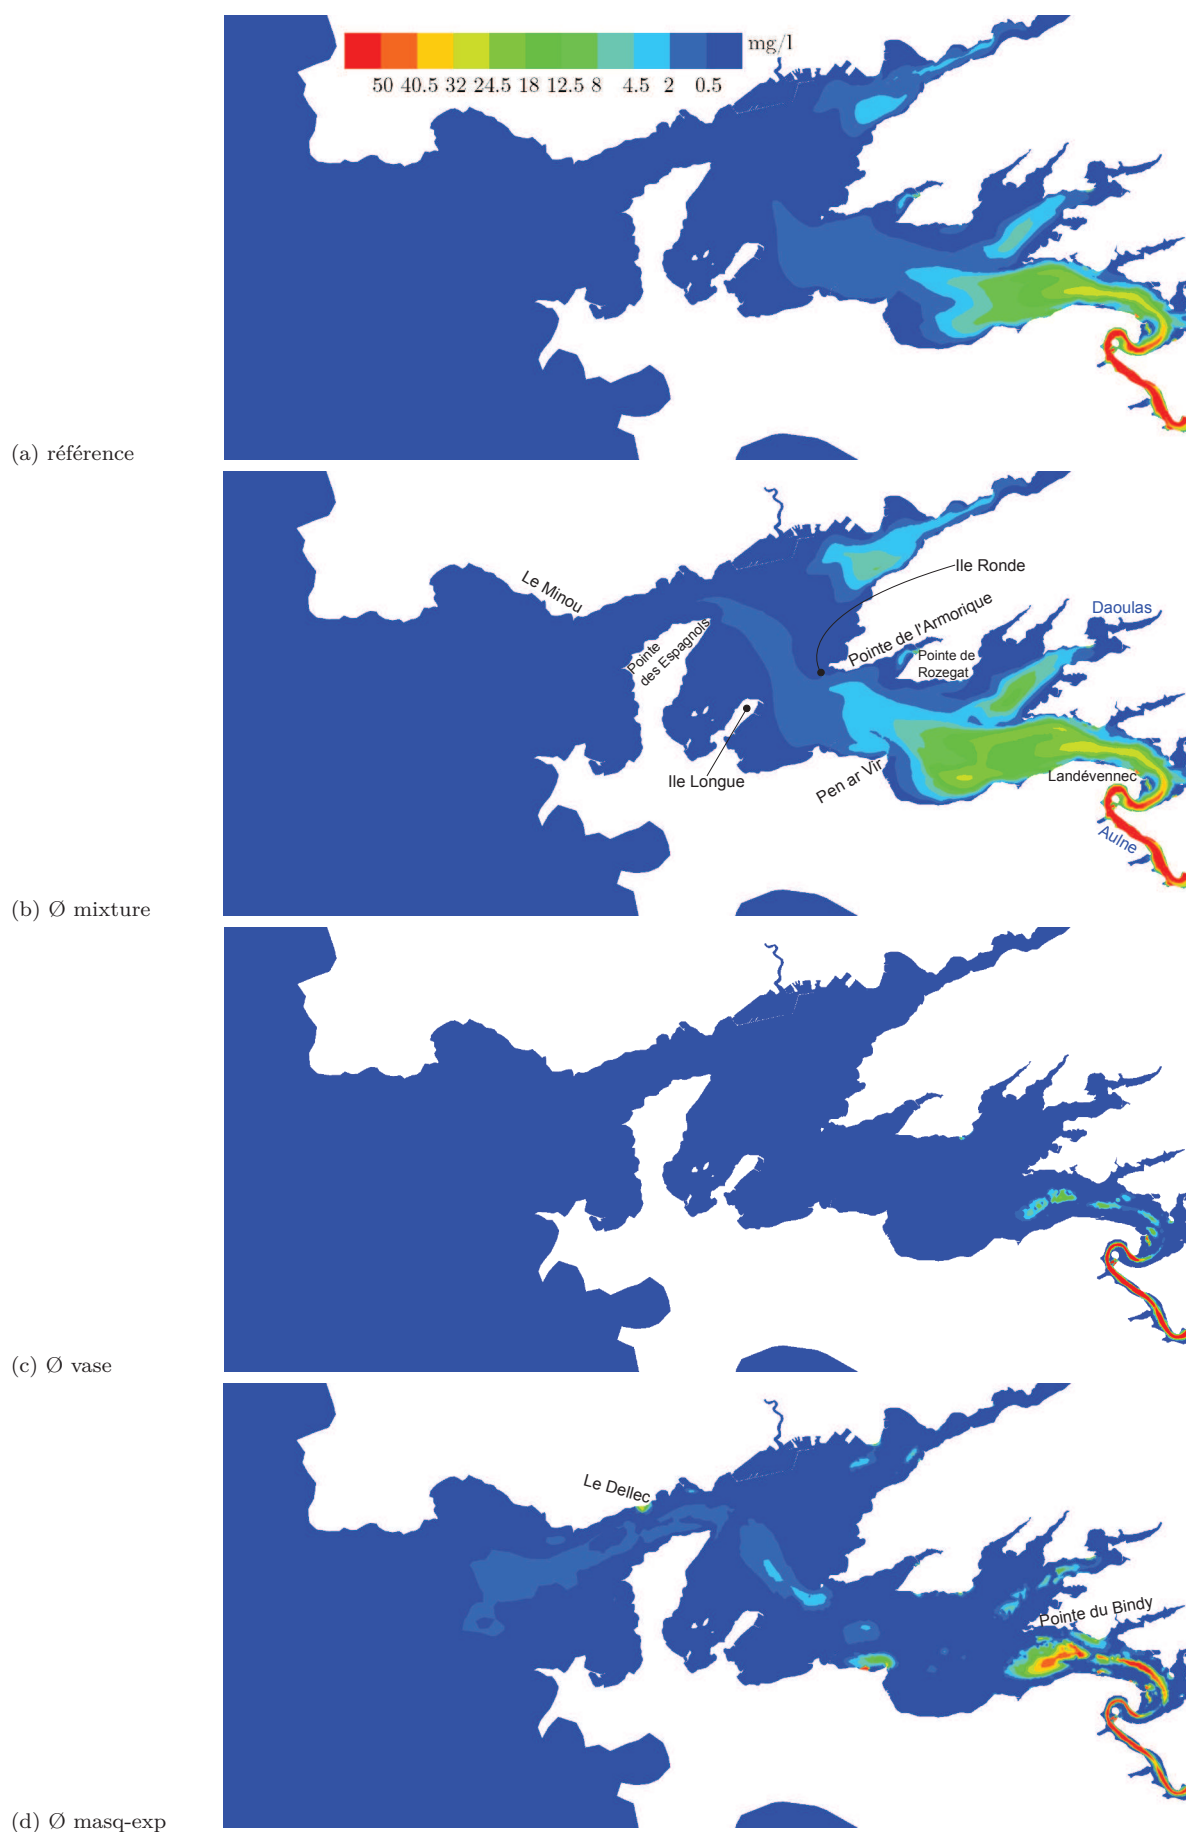 mg/l
50 40.5 32 24.5 18 12.5 8 4.5 2 0.5
(a) référence
Ile Ronde
Le Minou
Daoulas
Pointe de l'Armorique
Pointe
des Espagnols
Pointe de
Rozegat
Ile Longue
Pen ar Vir
Landévennec
Aulne
(b) Ø mixture
(c) Ø vase
Le Dellec
Pointe du Bindy
(d) Ø masq-exp